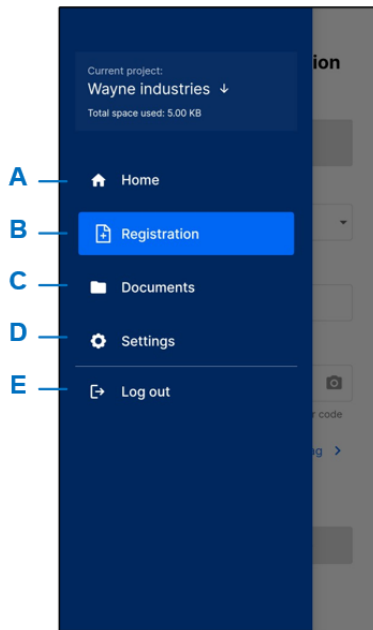 ion
Current project:
Wayne industries ↓
Total space used: 5.00 KB
A
Home
B
Registration
C
Documents
D
Settings
E
Log out
code